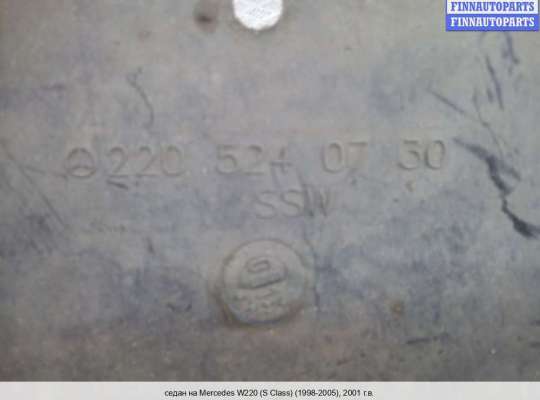 FINNAUTOPARTS
FINNAUTOPARTS
220 524 07 30
SSW
седан на Mercedes W220 (S Class) (1998-2005), 2001 г.в.